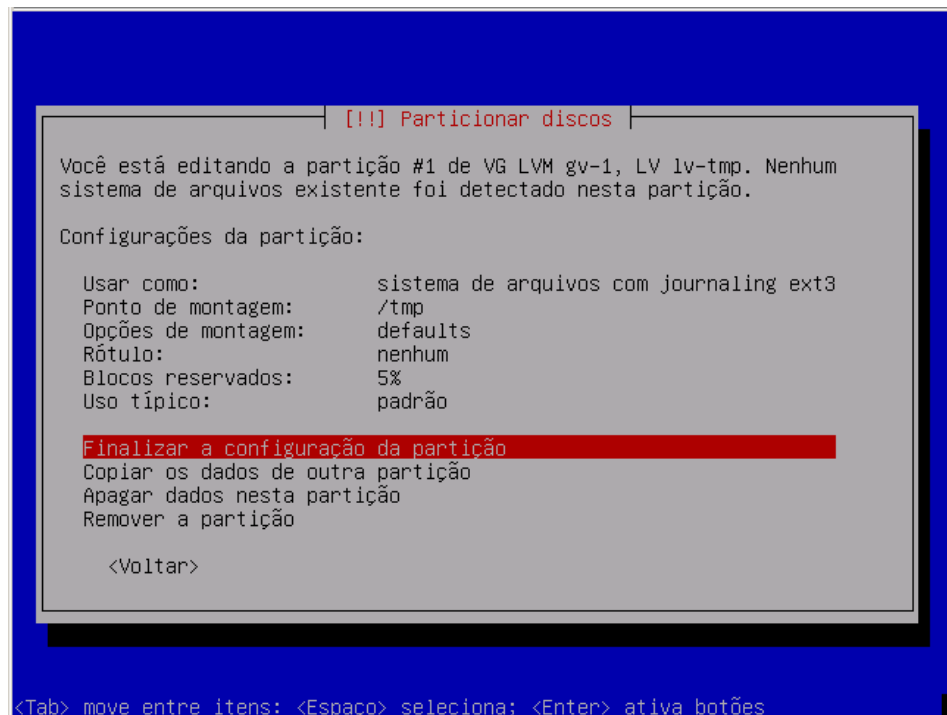 [!!] Particionar discos
Você está editando a partição #1 de VG LVM gv-1, LV lv-tmp. Nenhum
sistema de arquivos existente foi detectado nesta partição.
Configurações da partição:
Usar como: sistema de arquivos com journaling ext3
Ponto de montagem: /tmp
Opções de montagem: defaults
Rótulo: nenhum
Blocos reservados: 5%
Uso típico: padrão
Finalizar a configuração da partição
Copiar os dados de outra partição
Apagar dados nesta partição
Remover a partição
<Voltar>
<Tab> move entre itens; <Espaço> seleciona; <Enter> ativa botões